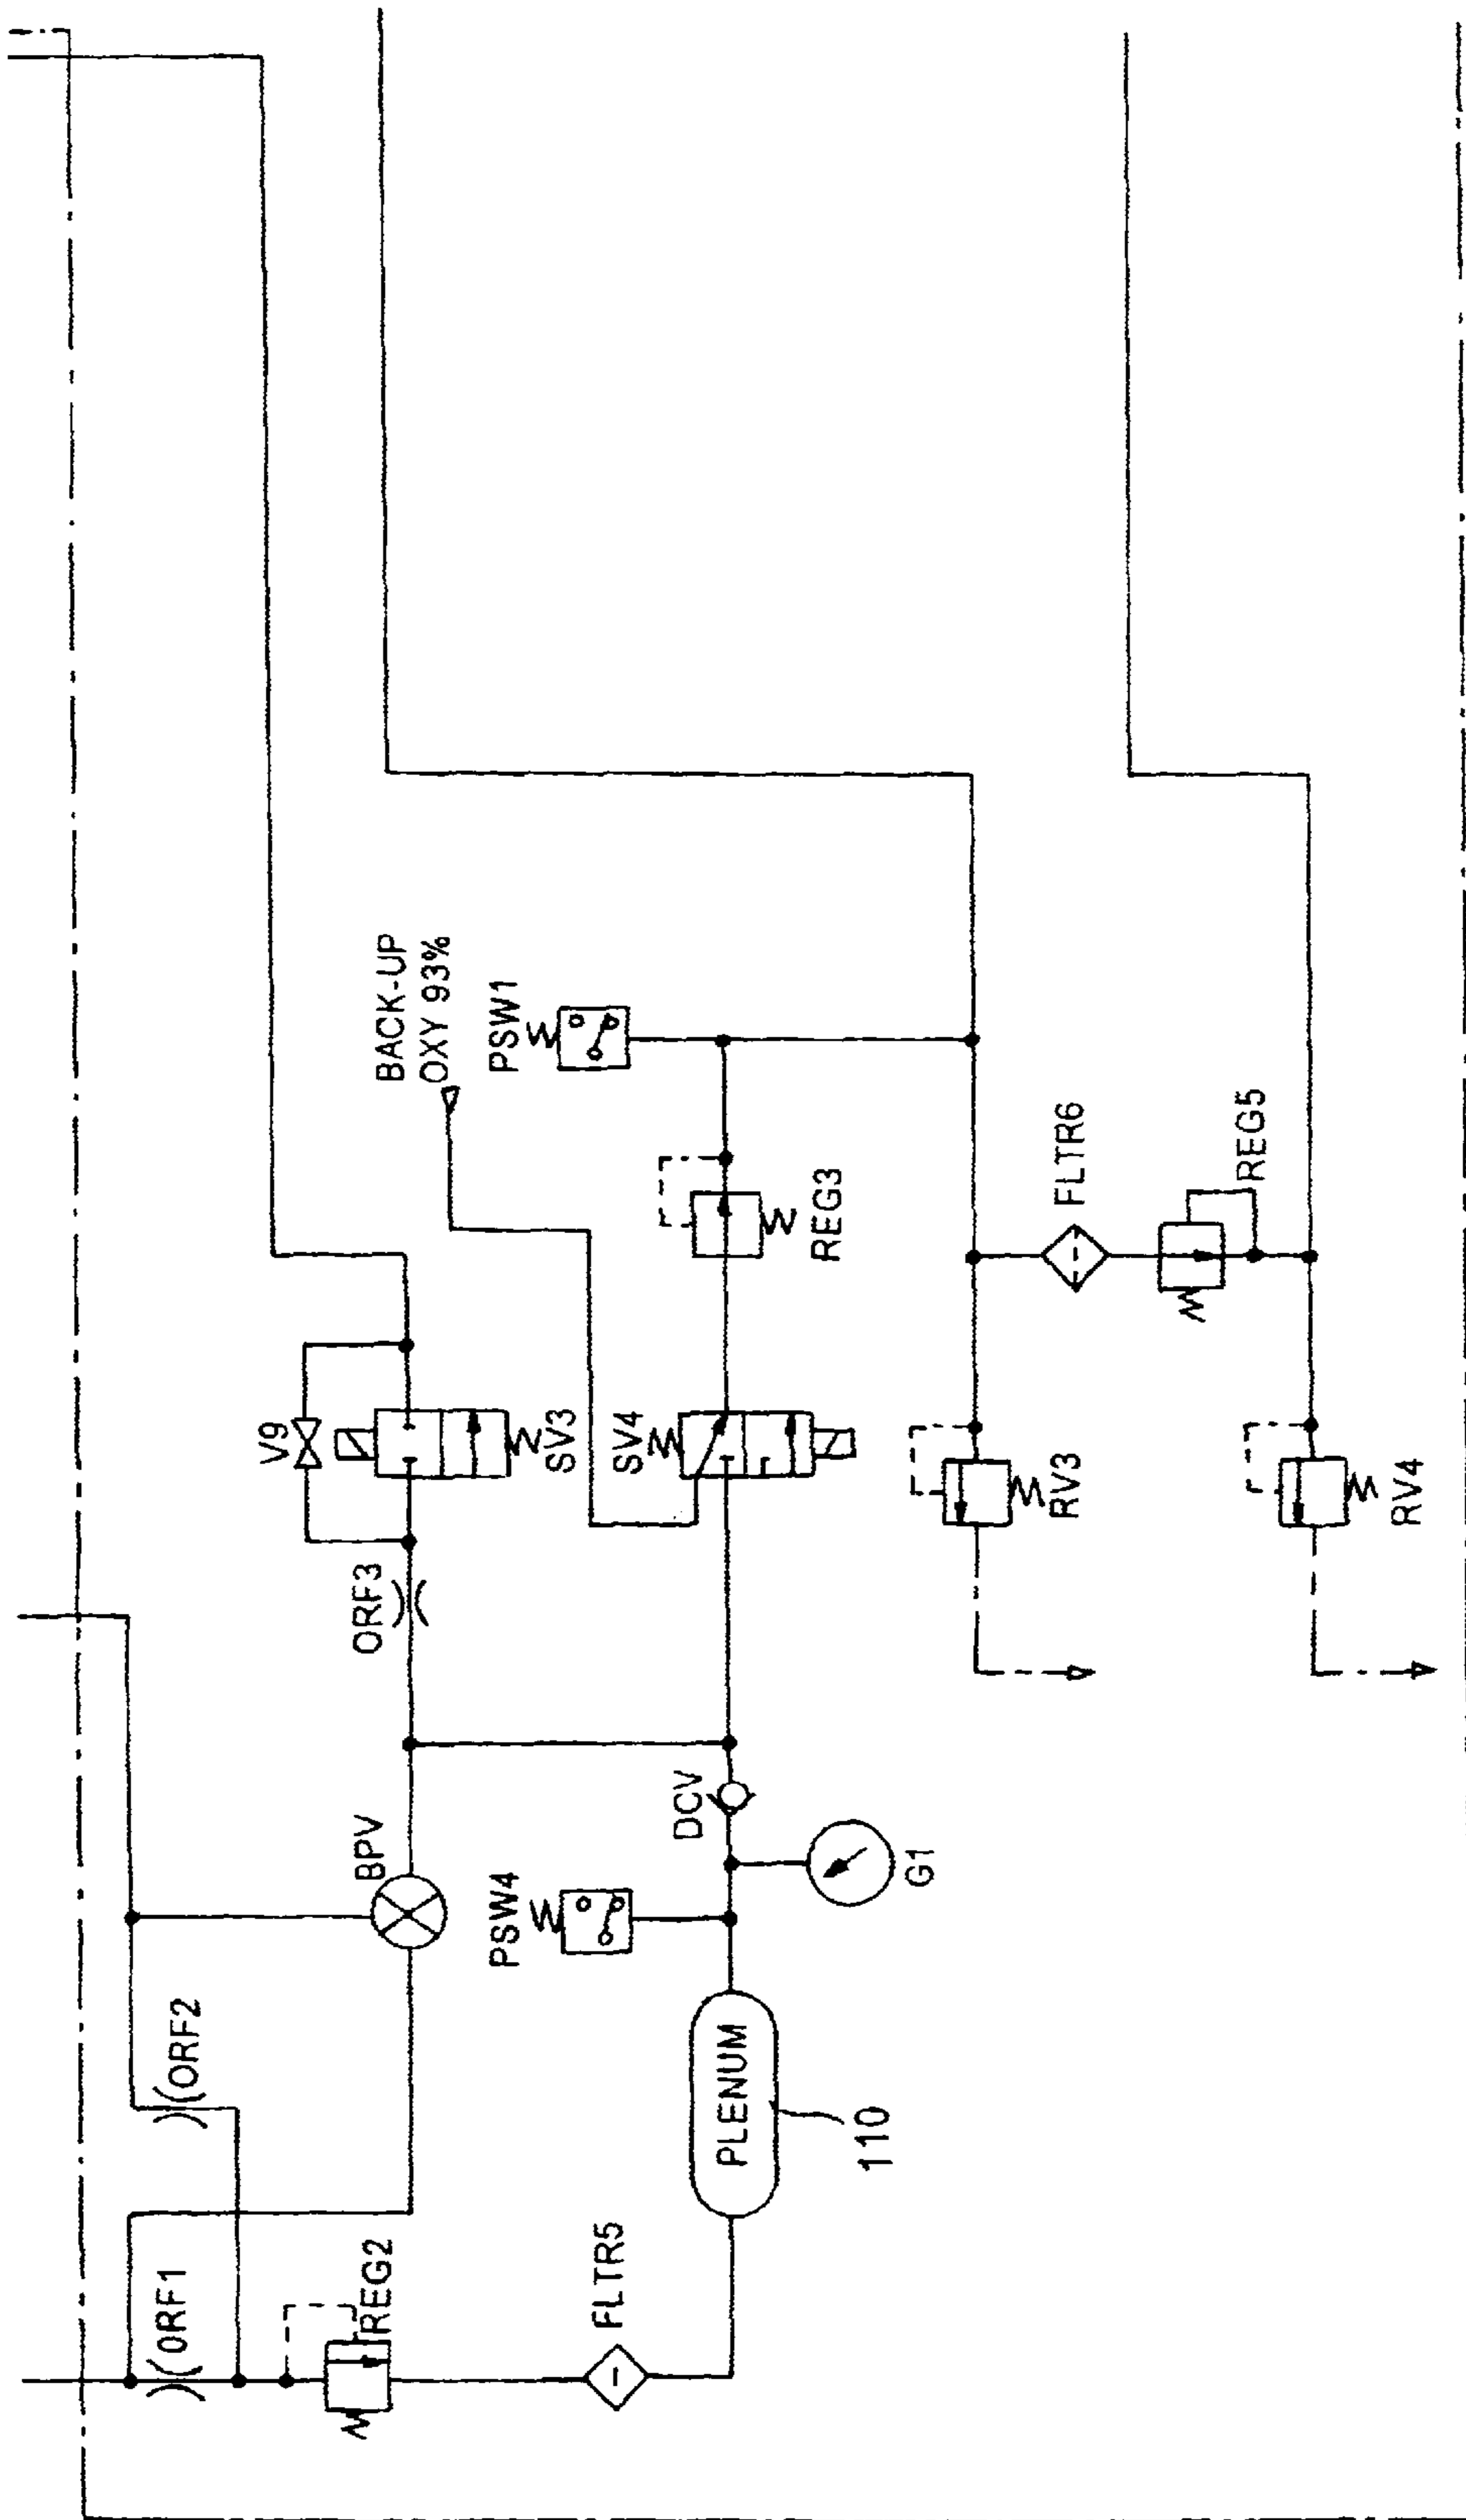 ORF1
REG2
ORF2
FLTR5
PLENUM
110
PSW4
BPV
G1
DCV
ORF3
V9
SV3
SV4
BACK-UP
OXY 93%
PSW1
REG3
RV3
RV4
FLTR6
REG5